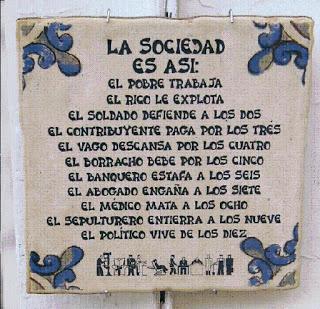 LA SOCIEDAD
ES ASI:
EL POBRE TRABAJA
EL RICO LE EXPLOTA
EL SOLDADO DEFIENDE A LOS DOS
EL CONTRIBUYENTE PAGA POR LOS TRES
EL VAGO DESCANSA POR LOS CUATRO
EL BORRACHO BEBE POR LOS CINCO
EL BANQUERO ESTAFA A LOS SEIS
EL ABOGADO ENGAÑA A LOS SIETE
EL MÉDICO MATA A LOS OCHO
EL SEPULTURERO ENTIERRA A LOS NUEVE
EL POLÍTICO VIVE DE LOS DIEZ